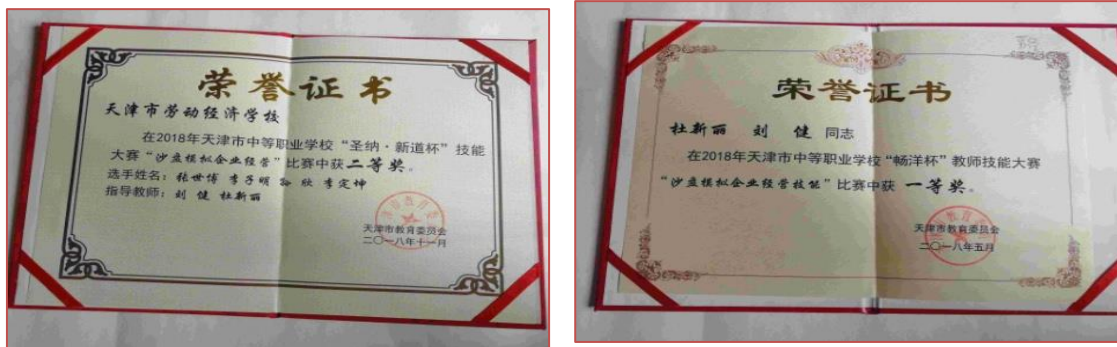 荣誉证书
天津市劳动经济学校
在2018年天津市中等职业学校“圣纳·新道杯”技能
大赛“沙盘模拟企业经营”比赛中获二等奖。
选手姓名：张世博 李子明 孙欣 李定坤
指导教师：刘健 杜新丽
天津市教育委员会
二〇一八年十一月
荣誉证书
杜新丽 刘健 同志
在2018年天津市中等职业学校“畅洋杯”教师技能大赛
“沙盘模拟企业经营技能”比赛中获 一等奖。
天津市教育委员会
二〇一八年五月